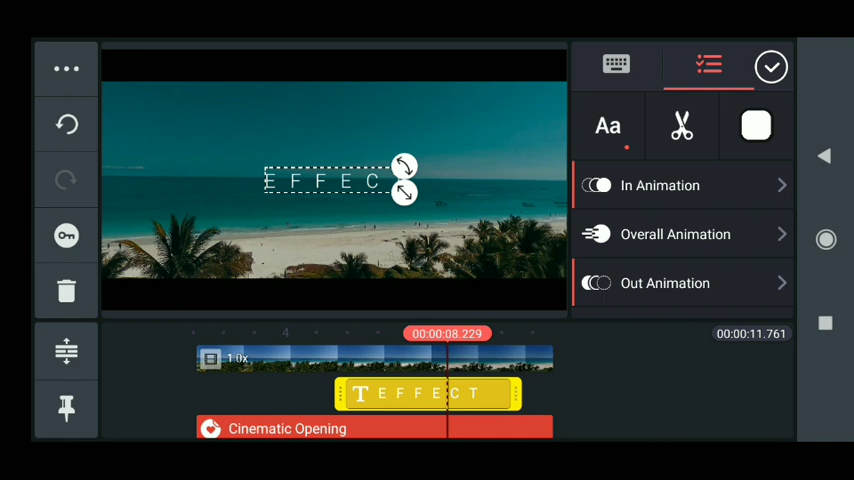 E F F E C
Aa
In Animation
Overall Animation
Out Animation
4
00:00:08.229
00:00:11.761
1.0x
T E F F E C T
Cinematic Opening